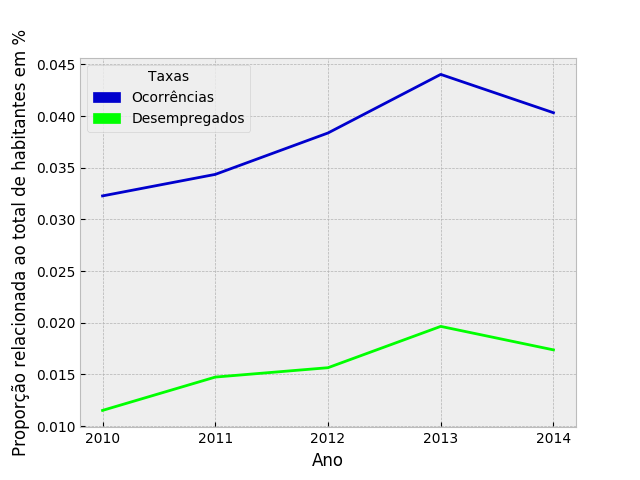 Proporção relacionada ao total de habitantes em %
0.045
0.040
0.035
0.030
0.025
0.020
0.015
0.010
Taxas
Ocorrências
Desempregados
2010 2011 2012 2013 2014
Ano